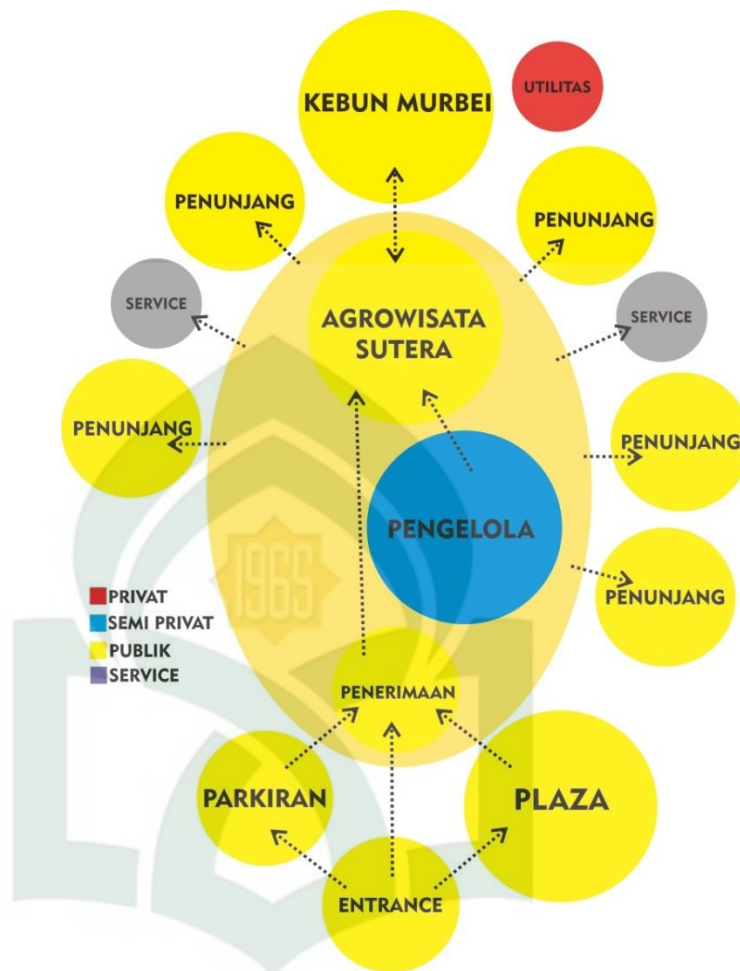 KEBUN MURBEI
UTILITAS
PENUNJANG
PENUNJANG
SERVICE
AGROWISATA
SUTERA
SERVICE
PENUNJANG
PENUNJANG
PENGELOLA
1965
PENUNJANG
PRIVAT
SEMI PRIVAT
PUBLIK
SERVICE
PENERIMAAN
PARKIRAN
PLAZA
ENTRANCE